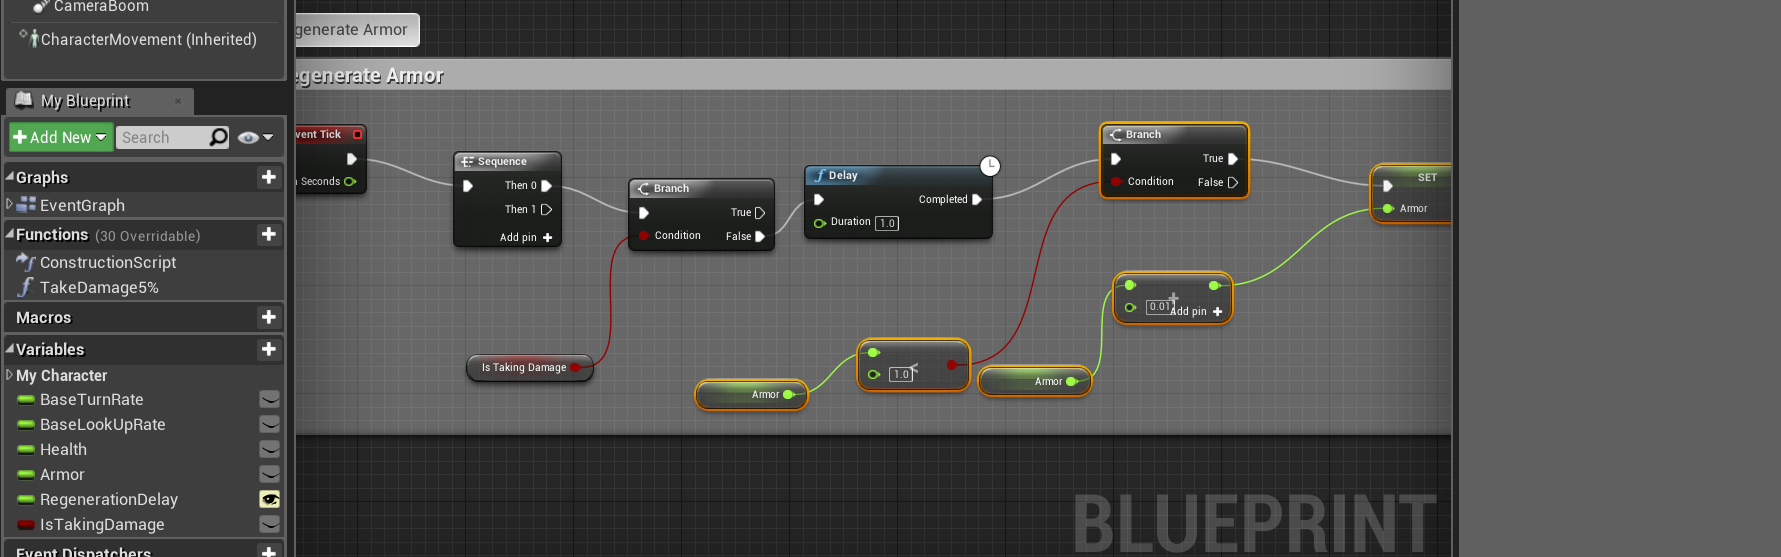 CameraBoom
CharacterMovement (Inherited)
My Blueprint
Add New
Search
Graphs
EventGraph
Functions (30 Overridable)
ConstructionScript
TakeDamage5%
Macros
Variables
My Character
BaseTurnRate
BaseLookUpRate
Health
Armor
RegenerationDelay
IsTakingDamage
Event Dispatchers
generate Armor
egenerate Armor
vent Tick
Seconds
Sequence
Then 0
Then 1
Add pin
Branch
True
Condition
False
Is Taking Damage
Delay
Completed
Duration 1.0
Armor
1.0
<
Armor
Branch
True
Condition
False
0.01
+
Add pin
SET
Armor
BLUEPRINT